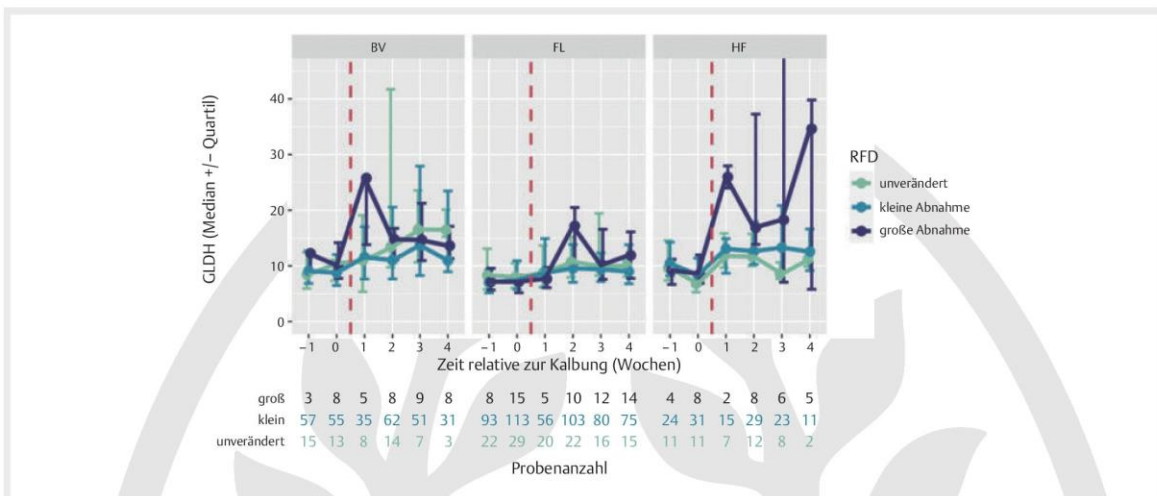 BV FL HF
GLDH (Median +/− Quartil)
40
30
20
10
0
−1 0 1 2 3 4 −1 0 1 2 3 4 −1 0 1 2 3 4
Zeit relative zur Kalbung (Wochen)
RFD
unverändert
kleine Abnahme
große Abnahme
groß 3 8 5 8 9 8 8 15 5 10 12 14 4 8 2 8 6 5
klein 57 55 35 62 51 31 93 113 56 103 80 75 24 31 15 29 23 11
unverändert 15 13 8 14 7 3 22 29 20 22 16 15 11 11 7 12 8 2
Probenanzahl